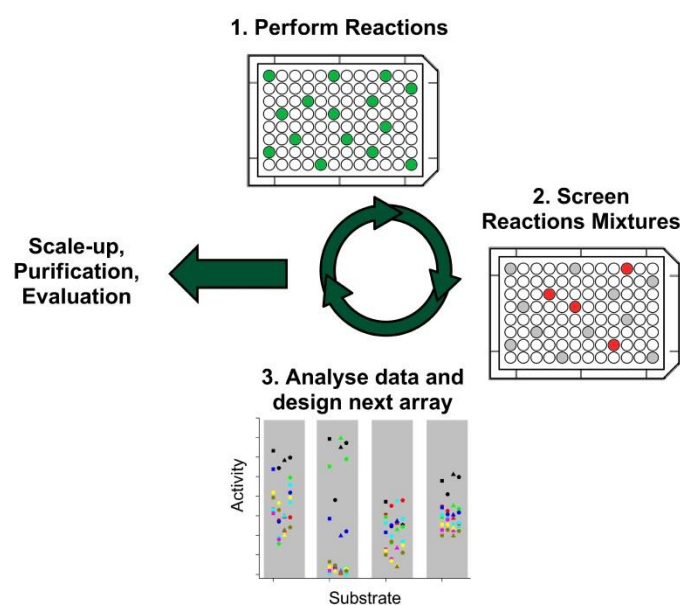 1. Perform Reactions
2. Screen
Reactions Mixtures
Scale-up,
Purification,
Evaluation
3. Analyse data and
design next array
Activity
Substrate